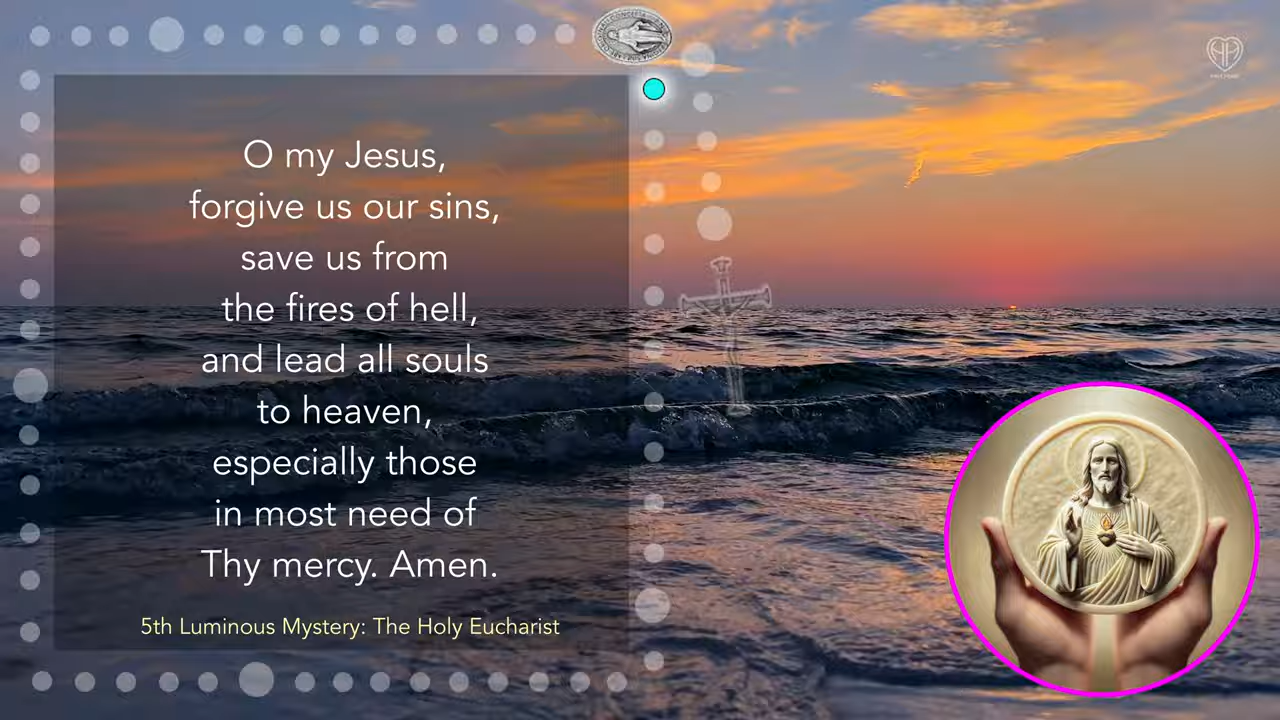 O my Jesus,
forgive us our sins,
save us from
the fires of hell,
and lead all souls
to heaven,
especially those
in most need of
Thy mercy. Amen.
5th Luminous Mystery: The Holy Eucharist